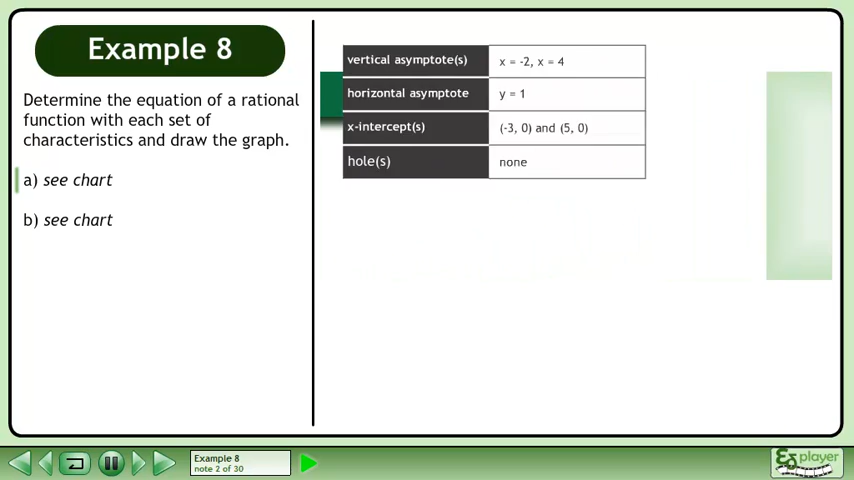 Example 8
Determine the equation of a rational
function with each set of
characteristics and draw the graph.
a) see chart
b) see chart
vertical asymptote(s) x = -2, x = 4
horizontal asymptote y = 1
x-intercept(s) (-3, 0) and (5, 0)
hole(s) none
Example 8
note 2 of 30
player